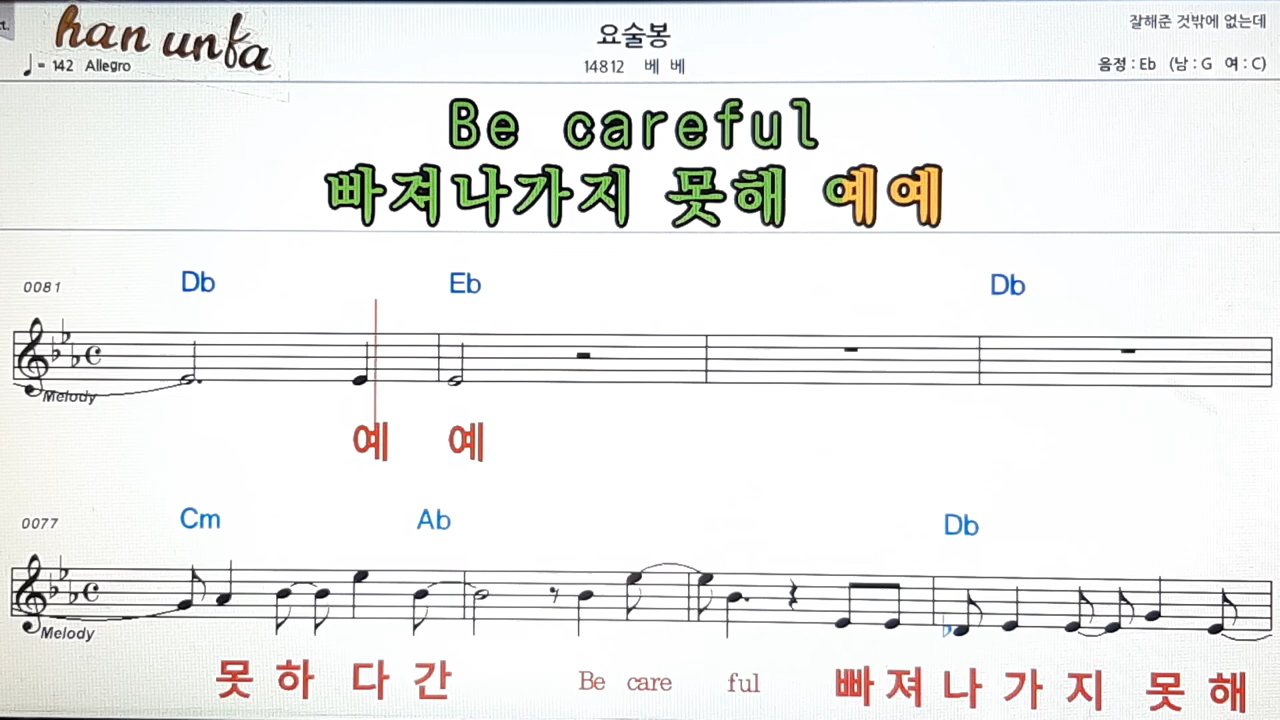 han unfa
요술봉
잘해준 것밖에 없는데
♩= 142 Allegro
14812 베 베
음정 : Eb (남 : G 여 : C)
Be careful
빠져나가지 못해 예예
0081 Db Eb Db
Melody
예 예
0077 Cm Ab Db
Melody
못 하 다 간 Be care ful 빠 져 나 가 지 못 해